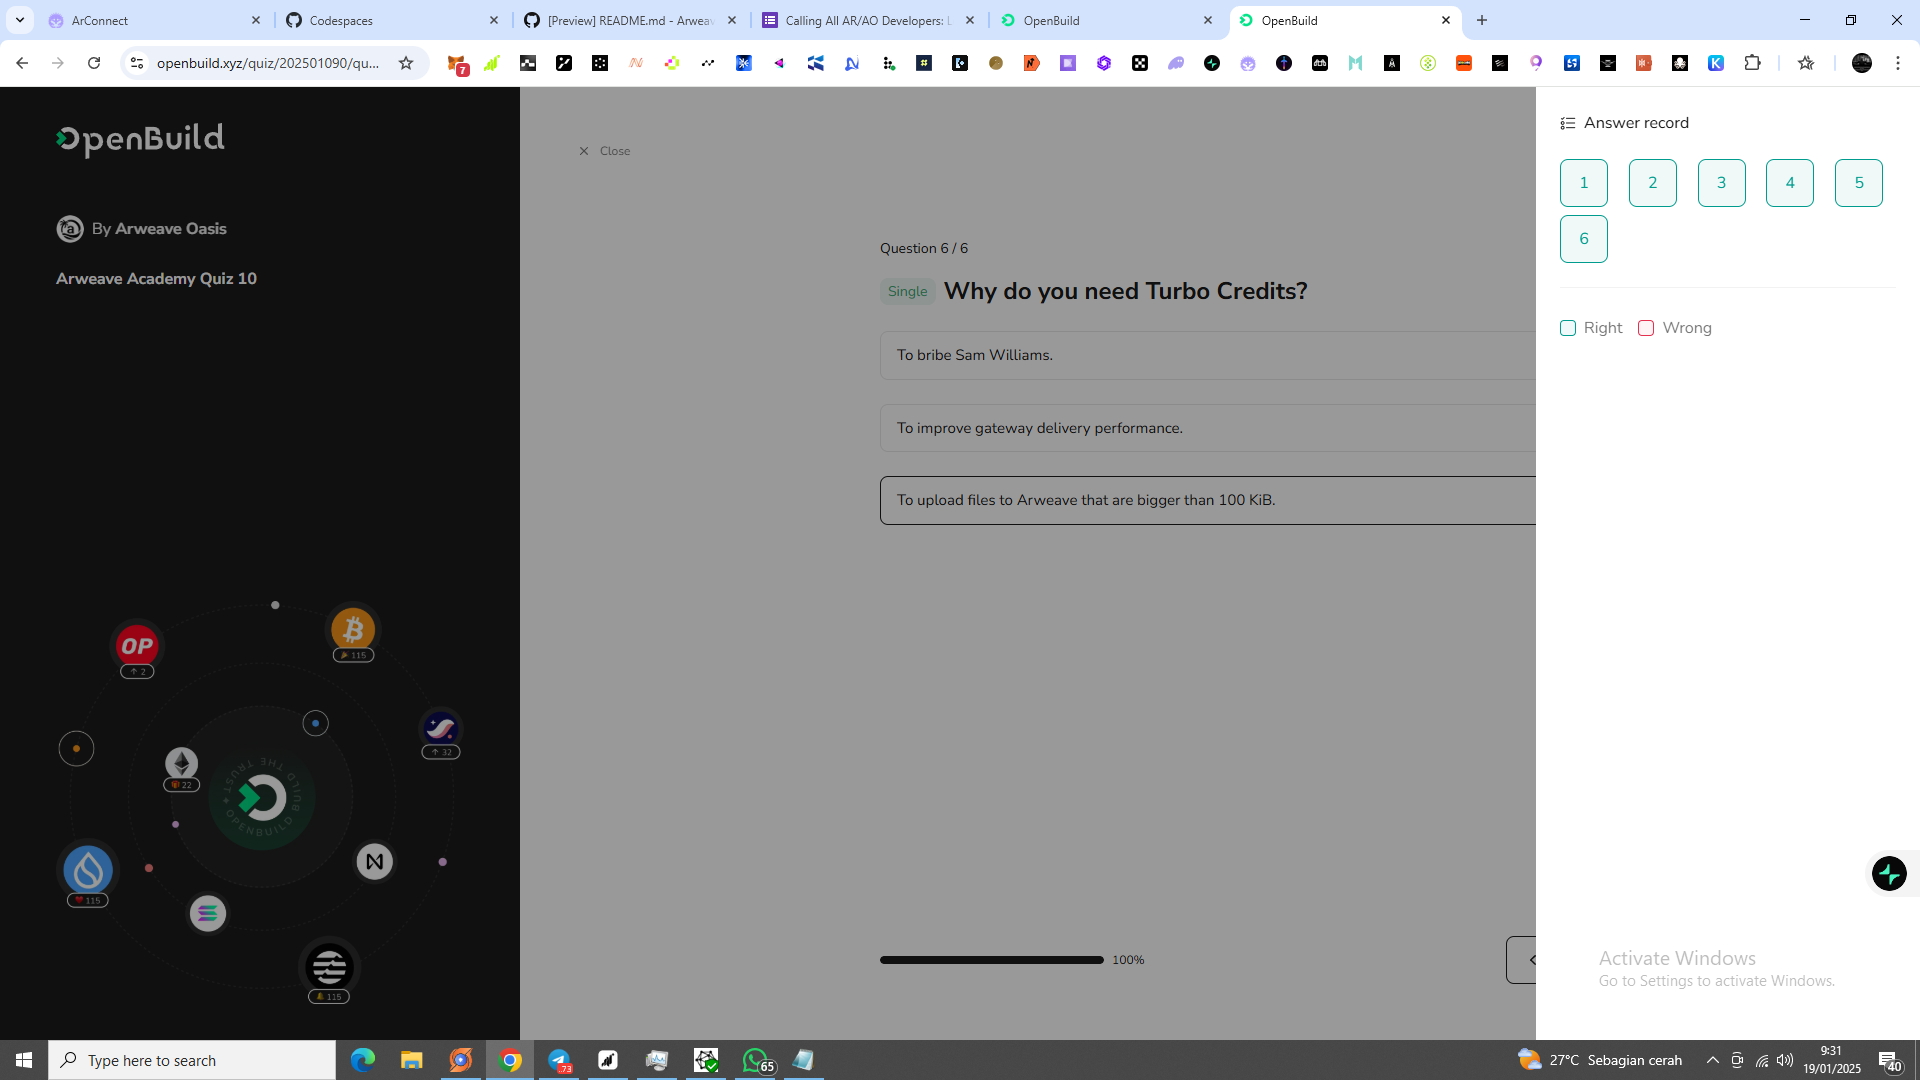 ArConnect
Codespaces
[Preview] README.md - Arweav
Calling All AR/AO Developers: L
OpenBuild
OpenBuild
openbuild.xyz/quiz/202501090/qu...
7
OpenBuild
By Arweave Oasis
Arweave Academy Quiz 10
Close
Question 6 / 6
Single
Why do you need Turbo Credits?
To bribe Sam Williams.
To improve gateway delivery performance.
To upload files to Arweave that are bigger than 100 KiB.
100%
Answer record
1
2
3
4
5
6
Right
Wrong
OP
2
115
32
22
BUILD THE TRUST
OPENBUILD
115
115
Activate Windows
Go to Settings to activate Windows.
Type here to search
73
65
27°C Sebagian cerah
9:31
19/01/2025
40